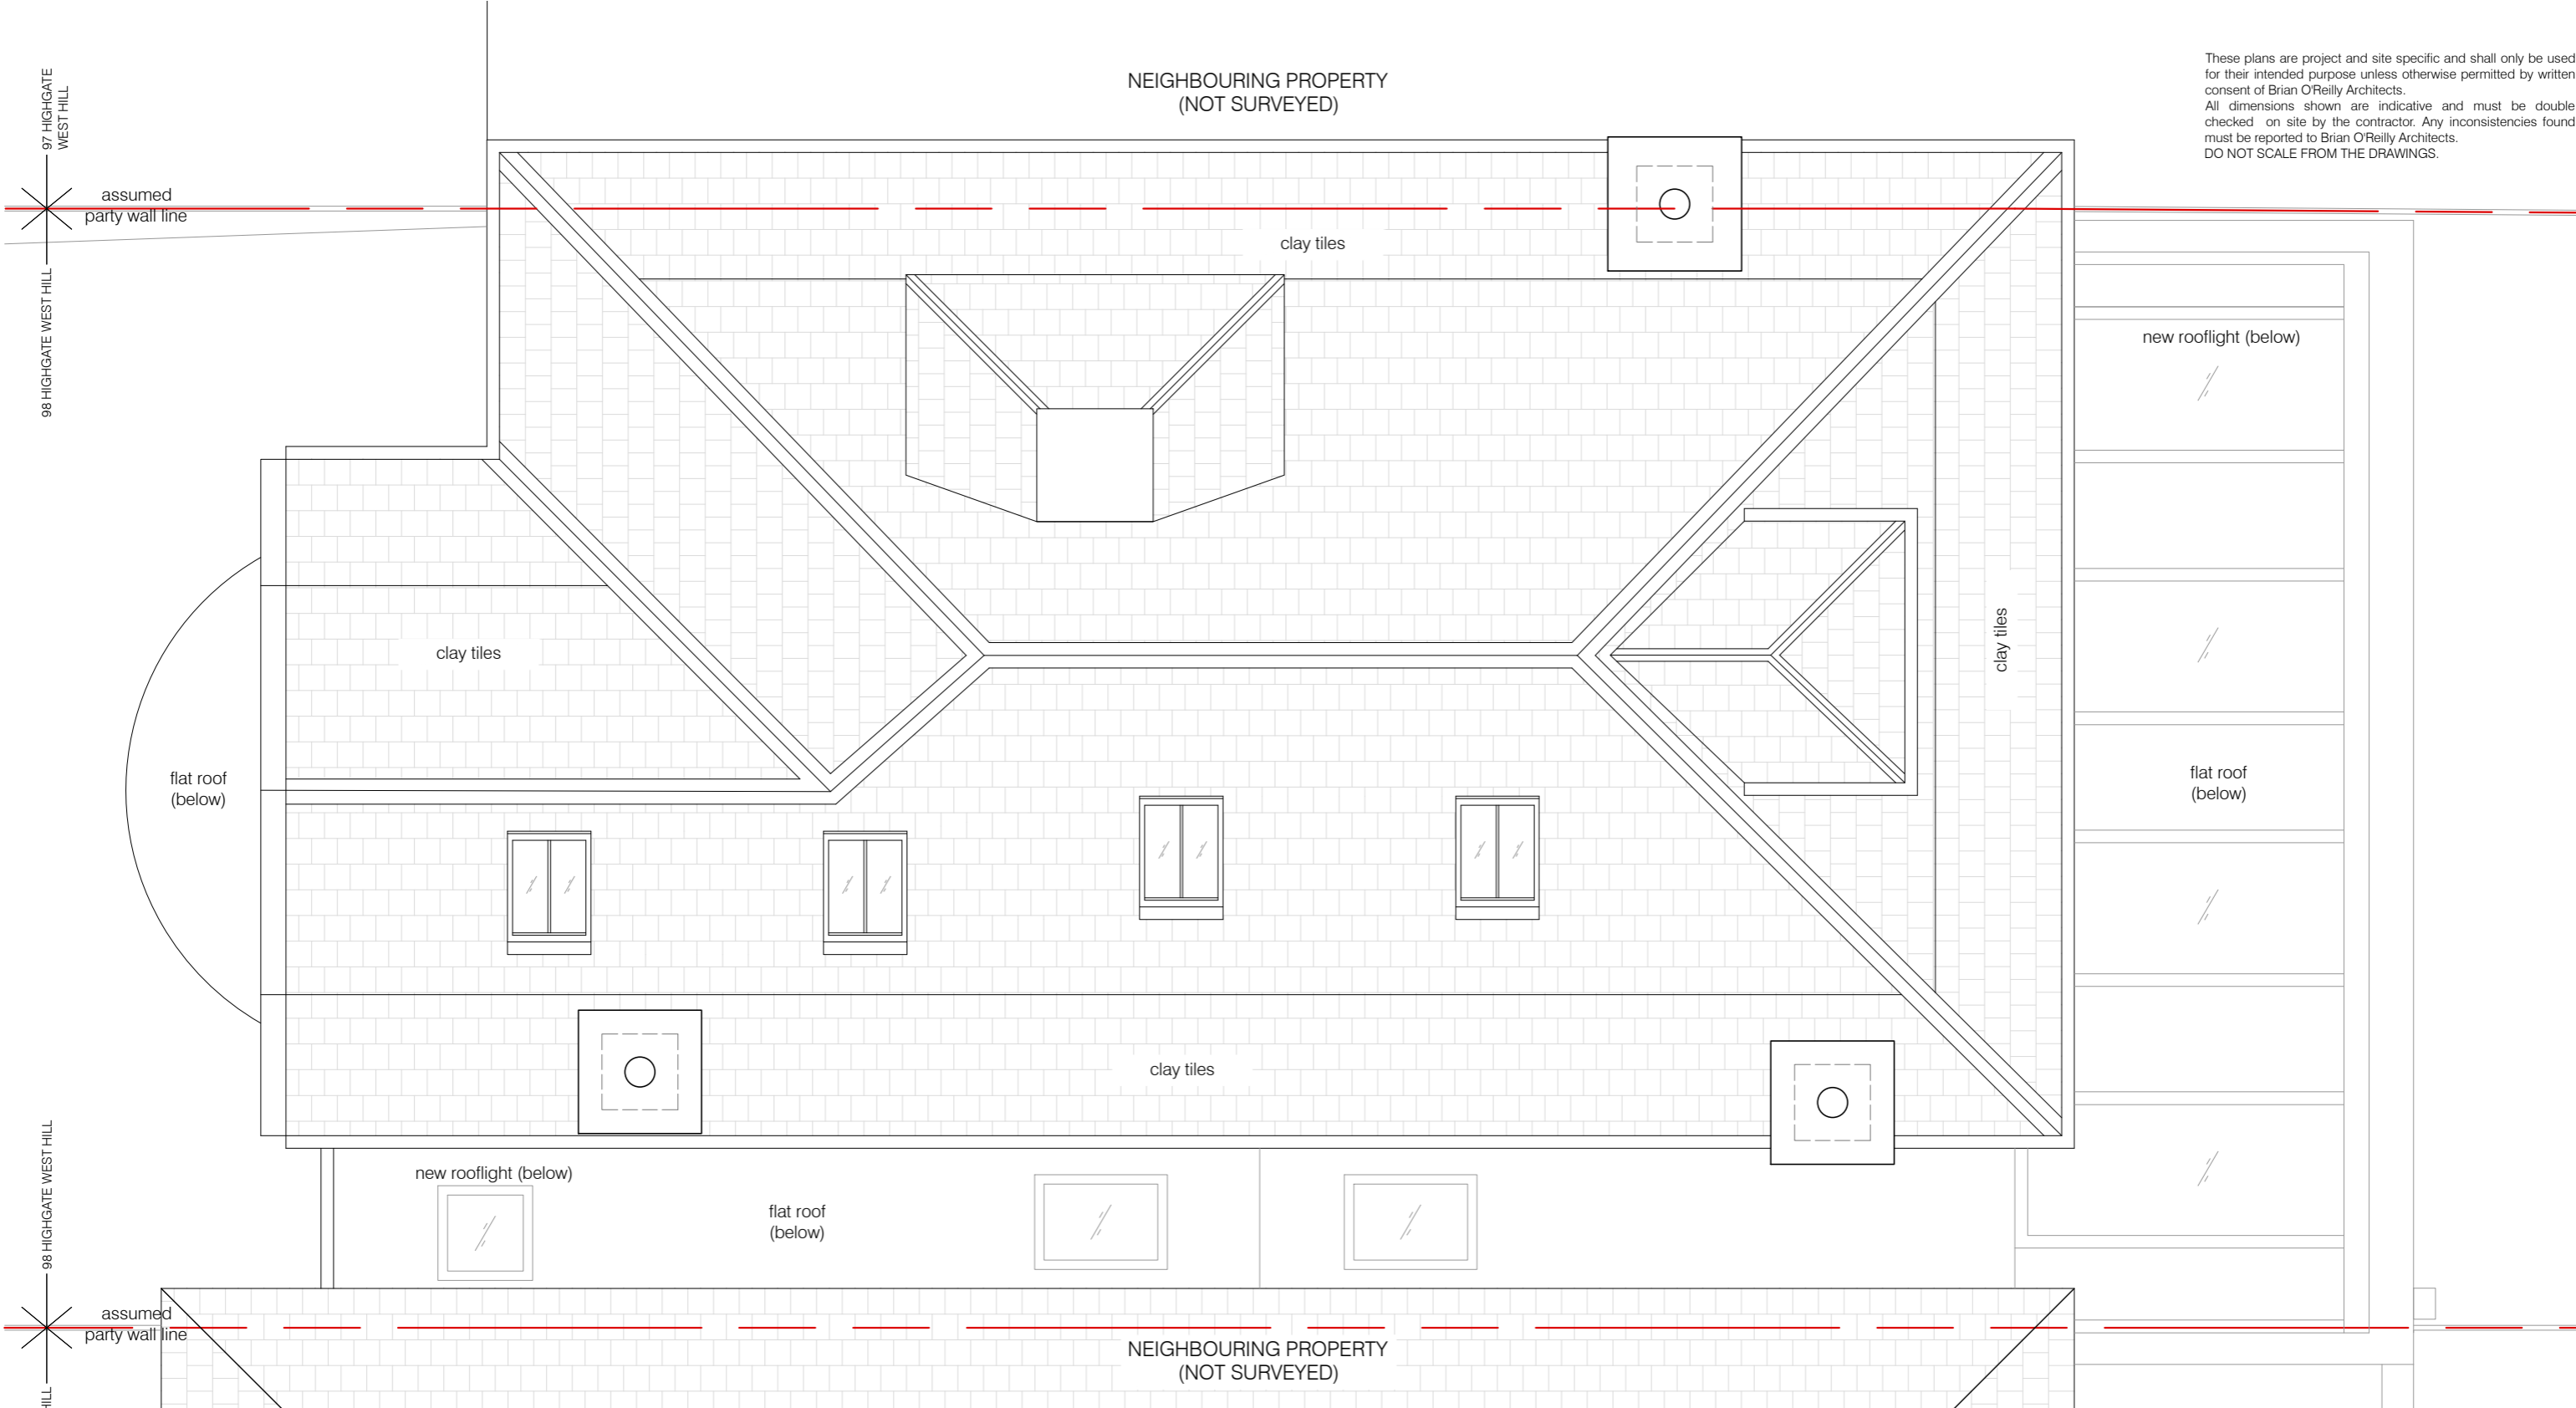 These plans are project and site specific and shall only be used
for their intended purpose unless otherwise permitted by written
consent of Brian O'Reilly Architects.
All dimensions shown are indicative and must be double
checked on site by the contractor. Any inconsistencies found
must be reported to Brian O'Reilly Architects.
DO NOT SCALE FROM THE DRAWINGS.
NEIGHBOURING PROPERTY
(NOT SURVEYED)
97 HIGHGATE
WEST HILL
assumed
party wall line
98 HIGHGATE WEST HILL
clay tiles
new rooflight (below)
clay tiles
clay tiles
flat roof
(below)
flat roof
(below)
clay tiles
98 HIGHGATE WEST HILL
new rooflight (below)
flat roof
(below)
assumed
party wall line
NEIGHBOURING PROPERTY
(NOT SURVEYED)
HILL